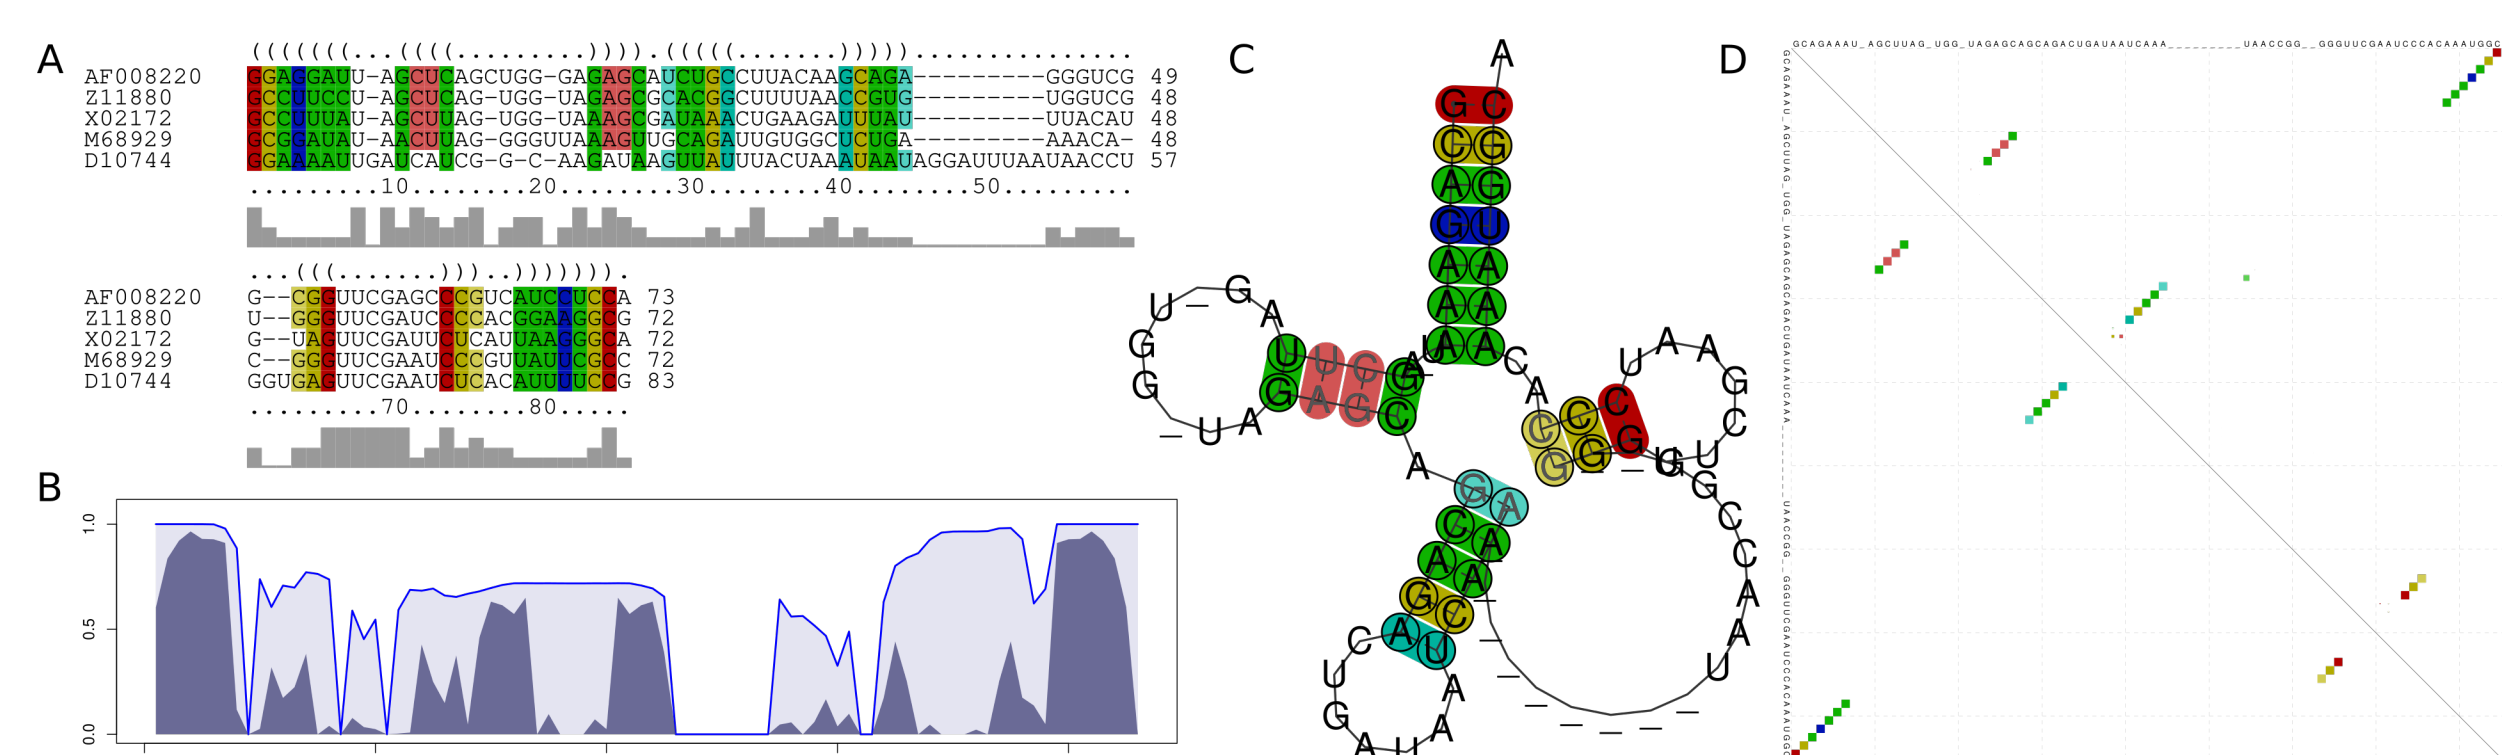 A
(((((((...((((.........)))).(((((.......)))))...............
AF008220 GGAGGAUU-AGCUCAGCUGG-GAGAGCAUCUGCCUUACAAGCAGA---------GGGUCG 49
Z11880 GCCUUCCU-AGCUCAG-UGG-UAGAGCGCACGGCUUUUAACCGUG---------UGGUCG 48
X02172 GCCUUUAU-AGCUUAG-UGG-UAAAGCGAUAAACUGAAGAUUUAU---------UUACAU 48
M68929 GCGGAUAU-AACUUAG-GGGUUAAAGUUGCAGAUUGUGGCUCUGA---------AAACA- 48
D10744 GGAAAAUUGAUCAUCG-G-C-AAGAUAAGUUAUUUACUAAAUAAUAGGAUUUAAUAACCU 57
.........10........20........30........40........50..........
...(((.......)))..))))))).
AF008220 G--CGGUUCGAGCCCGUCAUCCUCCA 73
Z11880 U--GGGUUCGAUCCCCACGGAAGGCG 72
X02172 G--UAGUUCGAUUCUCAUUAAGGGCA 72
M68929 C--GGGUUCGAAUCCCGUUAUUCGCC 72
D10744 GGUGAGUUCGAAUCUCACAUUUUCCG 83
.........70........80......
B
1.0
0.5
0.0
C
GCAGAAAU_AGCUUAG_UGG_UAGAGCAGCAGACUGAUAAUCAAA_________UAACCGG__GGGUUCGAAUCCCACAAAUGGCA
D
GCAGAAAU_AGCUUAG_UGG_UAGAGCAGCAGACUGAUAAUCAAA_________UAACCGG__GGGUUCGAAUCCCACAAAUGGC
GCAGAAAU_AGCUUAG_UGG_UAGAGCAGCAGACUGAUAAUCAAA_________UAACCGG__GGGUUCGAAUCCCACAAAUGGC